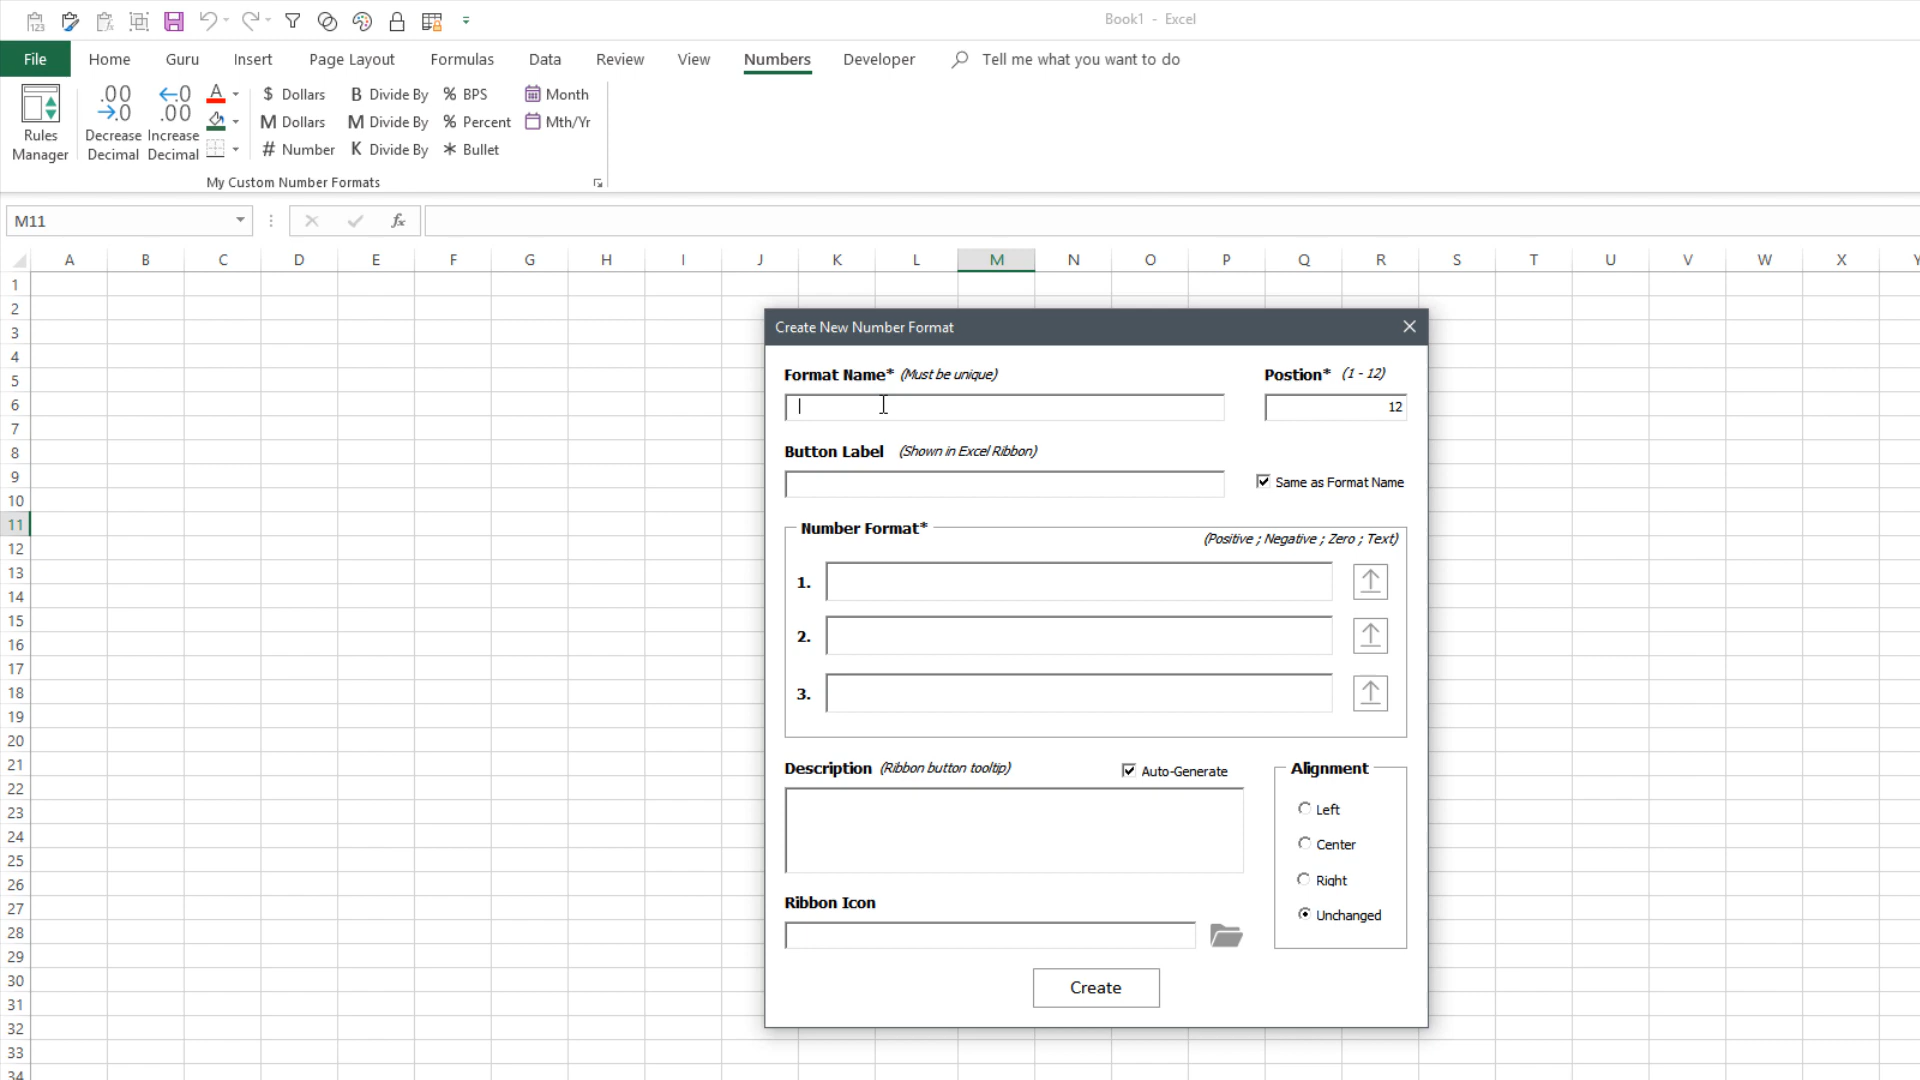 Book1 - Excel
File Home Guru Insert Page Layout Formulas Data Review View Numbers Developer Tell me what you want to do
Rules Manager
.00 →.0 Decrease Decimal
←.0 .00 Increase Decimal
A
$ Dollars B Divide By % BPS Month
M Dollars M Divide By % Percent Mth/Yr
# Number K Divide By * Bullet
My Custom Number Formats
M11 fx
A B C D E F G H I J K L M N O P Q R S T U V W X Y
1
2
3
4
5
6
7
8
9
10
11
12
13
14
15
16
17
18
19
20
21
22
23
24
25
26
27
28
29
30
31
32
33
34
Create New Number Format
Format Name* (Must be unique) Postion* (1 - 12)
12
Button Label (Shown in Excel Ribbon)
Same as Format Name
Number Format*
(Positive ; Negative ; Zero ; Text)
1.
2.
3.
Description (Ribbon button tooltip) Auto-Generate
Alignment
Left
Center
Right
Unchanged
Ribbon Icon
Create